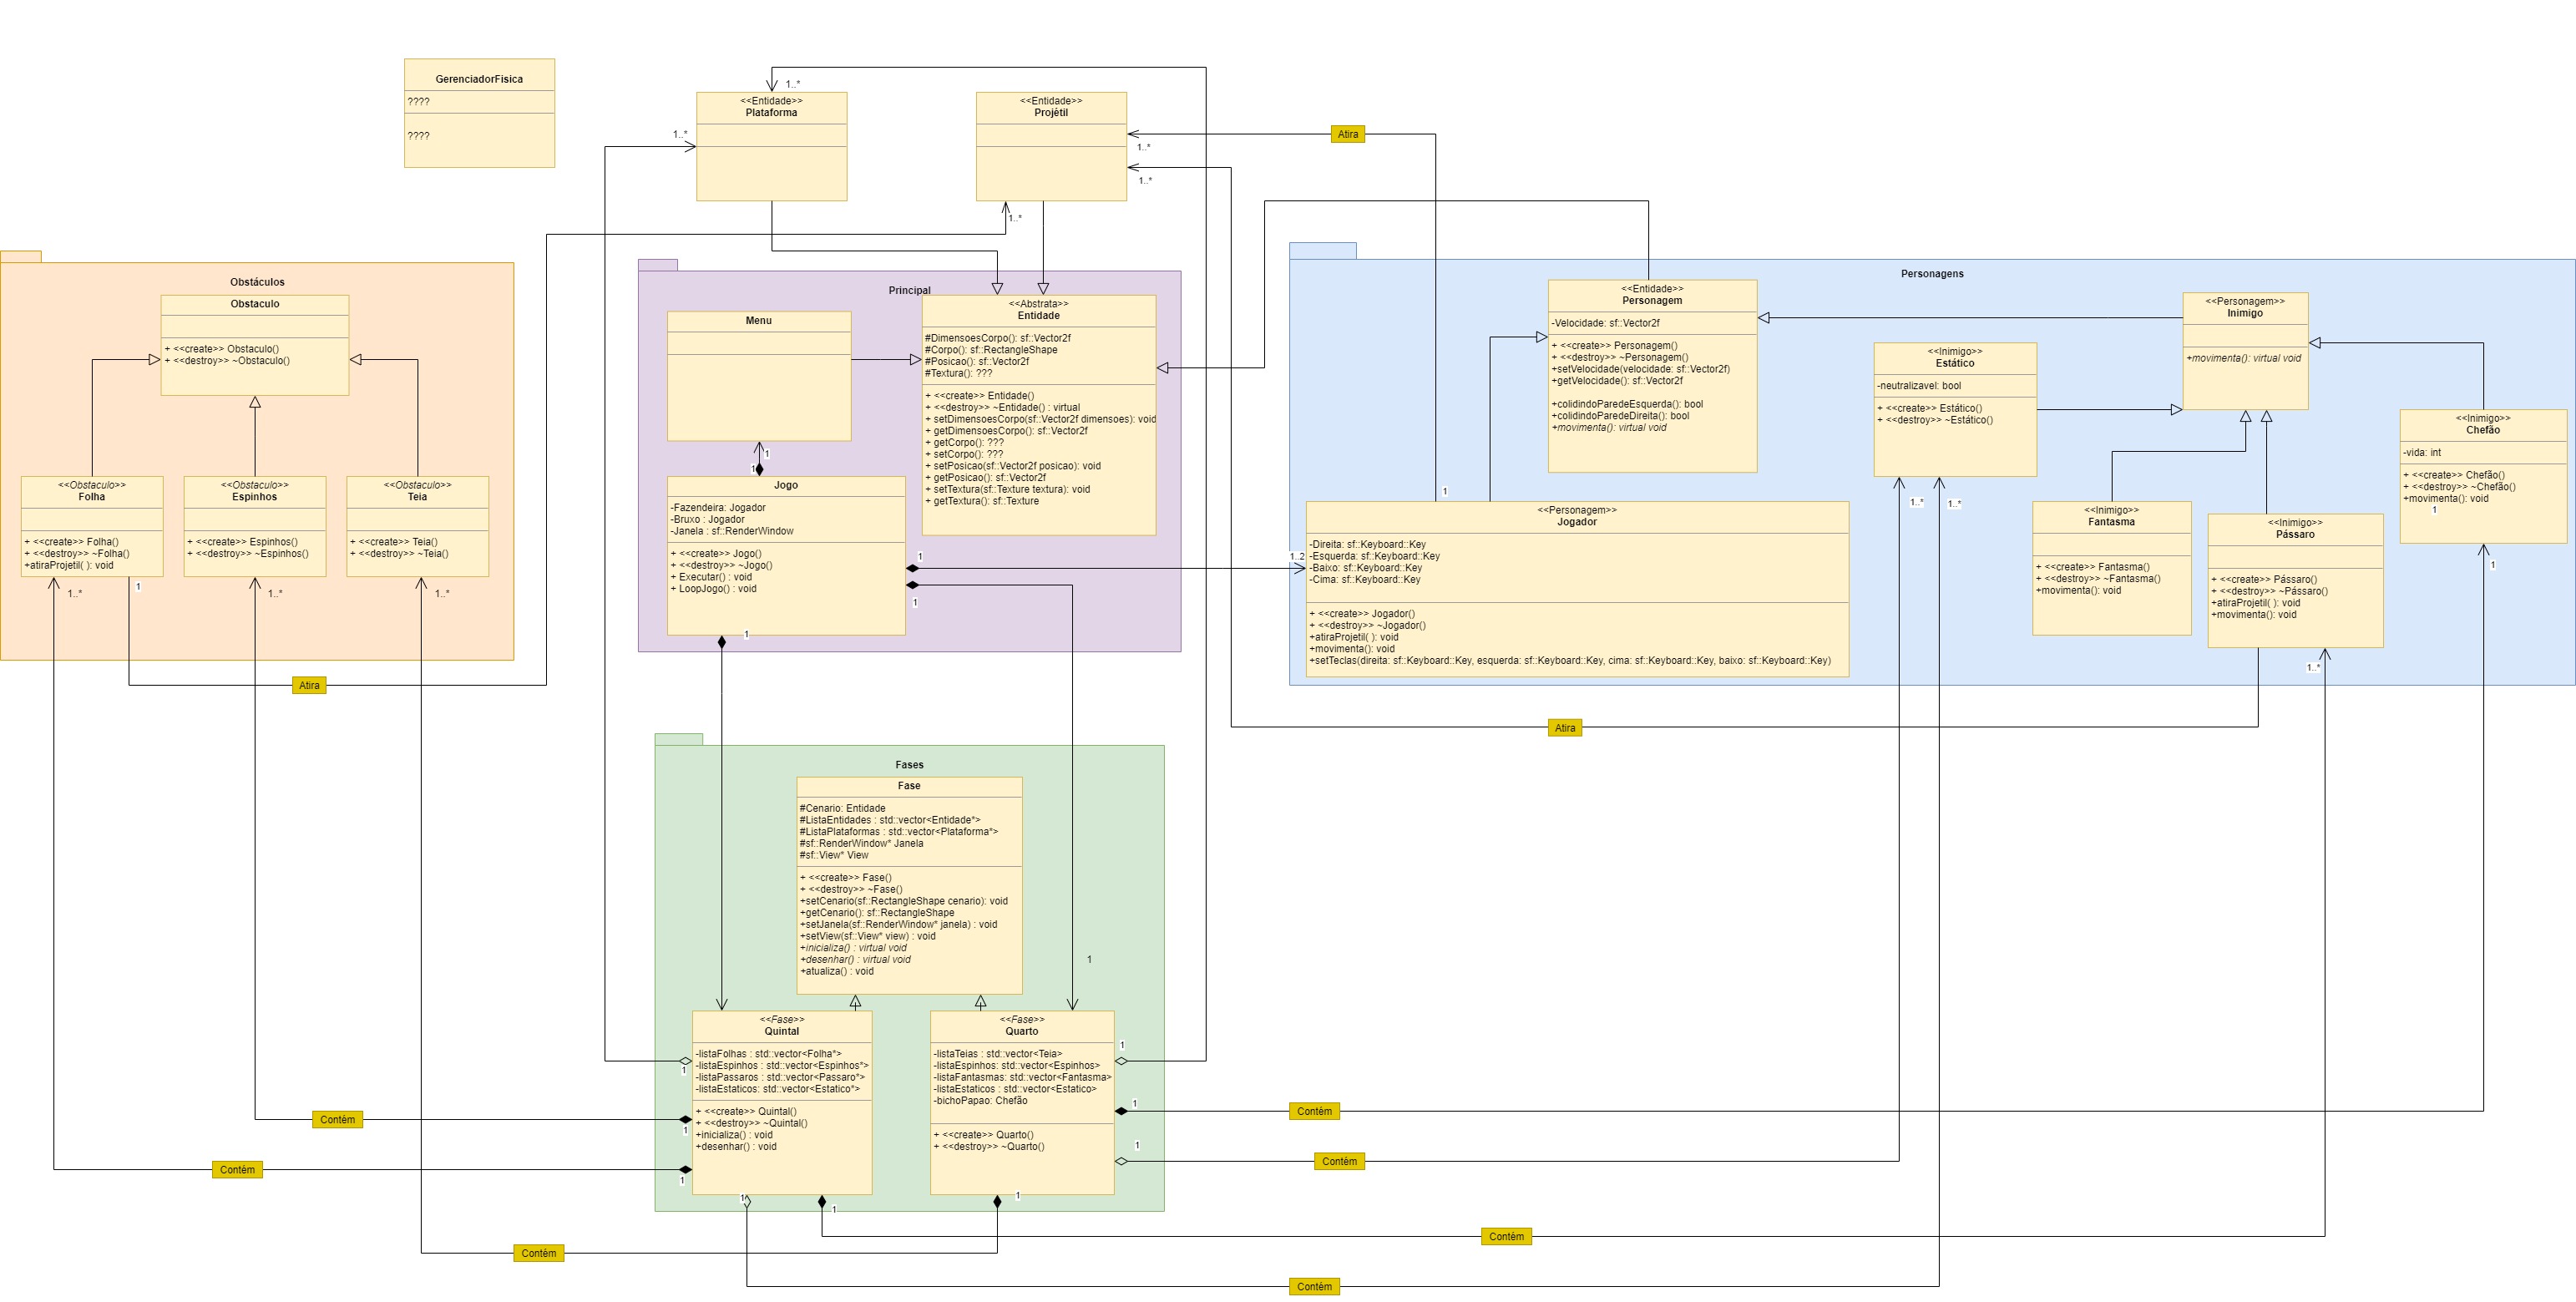 GerenciadorFisica
????
????
1..*
<<Entidade>>
Plataforma
1..*
<<Entidade>>
Projétil
1..*
1..*
1..*
Atira
Obstáculos
Obstaculo
+ <<create>> Obstaculo()
+ <<destroy>> ~Obstaculo()
<<Obstaculo>>
Folha
+ <<create>> Folha()
+ <<destroy>> ~Folha()
+atiraProjetil( ): void
<<Obstaculo>>
Espinhos
+ <<create>> Espinhos()
+ <<destroy>> ~Espinhos()
<<Obstaculo>>
Teia
+ <<create>> Teia()
+ <<destroy>> ~Teia()
1..*
1
1..*
1..*
Atira
Principal
Menu
1
1
<<Abstrata>>
Entidade
#DimensoesCorpo(): sf::Vector2f
#Corpo(): sf::RectangleShape
#Posicao(): sf::Vector2f
#Textura(): ???
+ <<create>> Entidade()
+ <<destroy>> ~Entidade() : virtual
+ setDimensoesCorpo(sf::Vector2f dimensoes): void
+ getDimensoesCorpo(): sf::Vector2f
+ getCorpo(): ???
+ setCorpo(): ???
+ setPosicao(sf::Vector2f posicao): void
+ getPosicao(): sf::Vector2f
+ setTextura(sf::Texture textura): void
+ getTextura(): sf::Texture
Jogo
-Fazendeira: Jogador
-Bruxo : Jogador
-Janela : sf::RenderWindow
+ <<create>> Jogo()
+ <<destroy>> ~Jogo()
+ Executar() : void
+ LoopJogo() : void
1
1
1
1..2
Personagens
<<Entidade>>
Personagem
-Velocidade: sf::Vector2f
+ <<create>> Personagem()
+ <<destroy>> ~Personagem()
+setVelocidade(velocidade: sf::Vector2f)
+getVelocidade(): sf::Vector2f
+colidindoParedeEsquerda(): bool
+colidindoParedeDireita(): bool
+movimenta(): virtual void
<<Personagem>>
Inimigo
+movimenta(): virtual void
<<Inimigo>>
Estático
-neutralizavel: bool
+ <<create>> Estático()
+ <<destroy>> ~Estático()
1..*
1..*
<<Inimigo>>
Chefão
-vida: int
+ <<create>> Chefão()
+ <<destroy>> ~Chefão()
+movimenta(): void
1
1
1
<<Personagem>>
Jogador
-Direita: sf::Keyboard::Key
-Esquerda: sf::Keyboard::Key
-Baixo: sf::Keyboard::Key
-Cima: sf::Keyboard::Key
+ <<create>> Jogador()
+ <<destroy>> ~Jogador()
+atiraProjetil( ): void
+movimenta(): void
+setTeclas(direita: sf::Keyboard::Key, esquerda: sf::Keyboard::Key, cima: sf::Keyboard::Key, baixo: sf::Keyboard::Key)
<<Inimigo>>
Fantasma
+ <<create>> Fantasma()
+ <<destroy>> ~Fantasma()
+movimenta(): void
<<Inimigo>>
Pássaro
+ <<create>> Pássaro()
+ <<destroy>> ~Pássaro()
+atiraProjetil( ): void
+movimenta(): void
1..*
Atira
Fases
Fase
#Cenario: Entidade
#ListaEntidades : std::vector<Entidade*>
#ListaPlataformas : std::vector<Plataforma*>
#sf::RenderWindow* Janela
#sf::View* View
+ <<create>> Fase()
+ <<destroy>> ~Fase()
+setCenario(sf::RectangleShape cenario): void
+getCenario(): sf::RectangleShape
+setJanela(sf::RenderWindow* janela) : void
+setView(sf::View* view) : void
+inicializa() : virtual void
+desenhar() : virtual void
+atualiza() : void
1
<<Fase>>
Quintal
-listaFolhas : std::vector<Folha*>
-listaEspinhos : std::vector<Espinhos*>
-listaPassaros : std::vector<Passaro*>
-listaEstaticos: std::vector<Estatico*>
+ <<create>> Quintal()
+ <<destroy>> ~Quintal()
+inicializa() : void
+desenhar() : void
<<Fase>>
Quarto
-listaTeias : std::vector<Teia>
-listaEspinhos: std::vector<Espinhos>
-listaFantasmas: std::vector<Fantasma>
-listaEstaticos : std::vector<Estatico>
-bichoPapao: Chefão
+ <<create>> Quarto()
+ <<destroy>> ~Quarto()
1
1
1
1
1
1
1
1
1
Contém
Contém
Contém
Contém
Contém
Contém
Contém